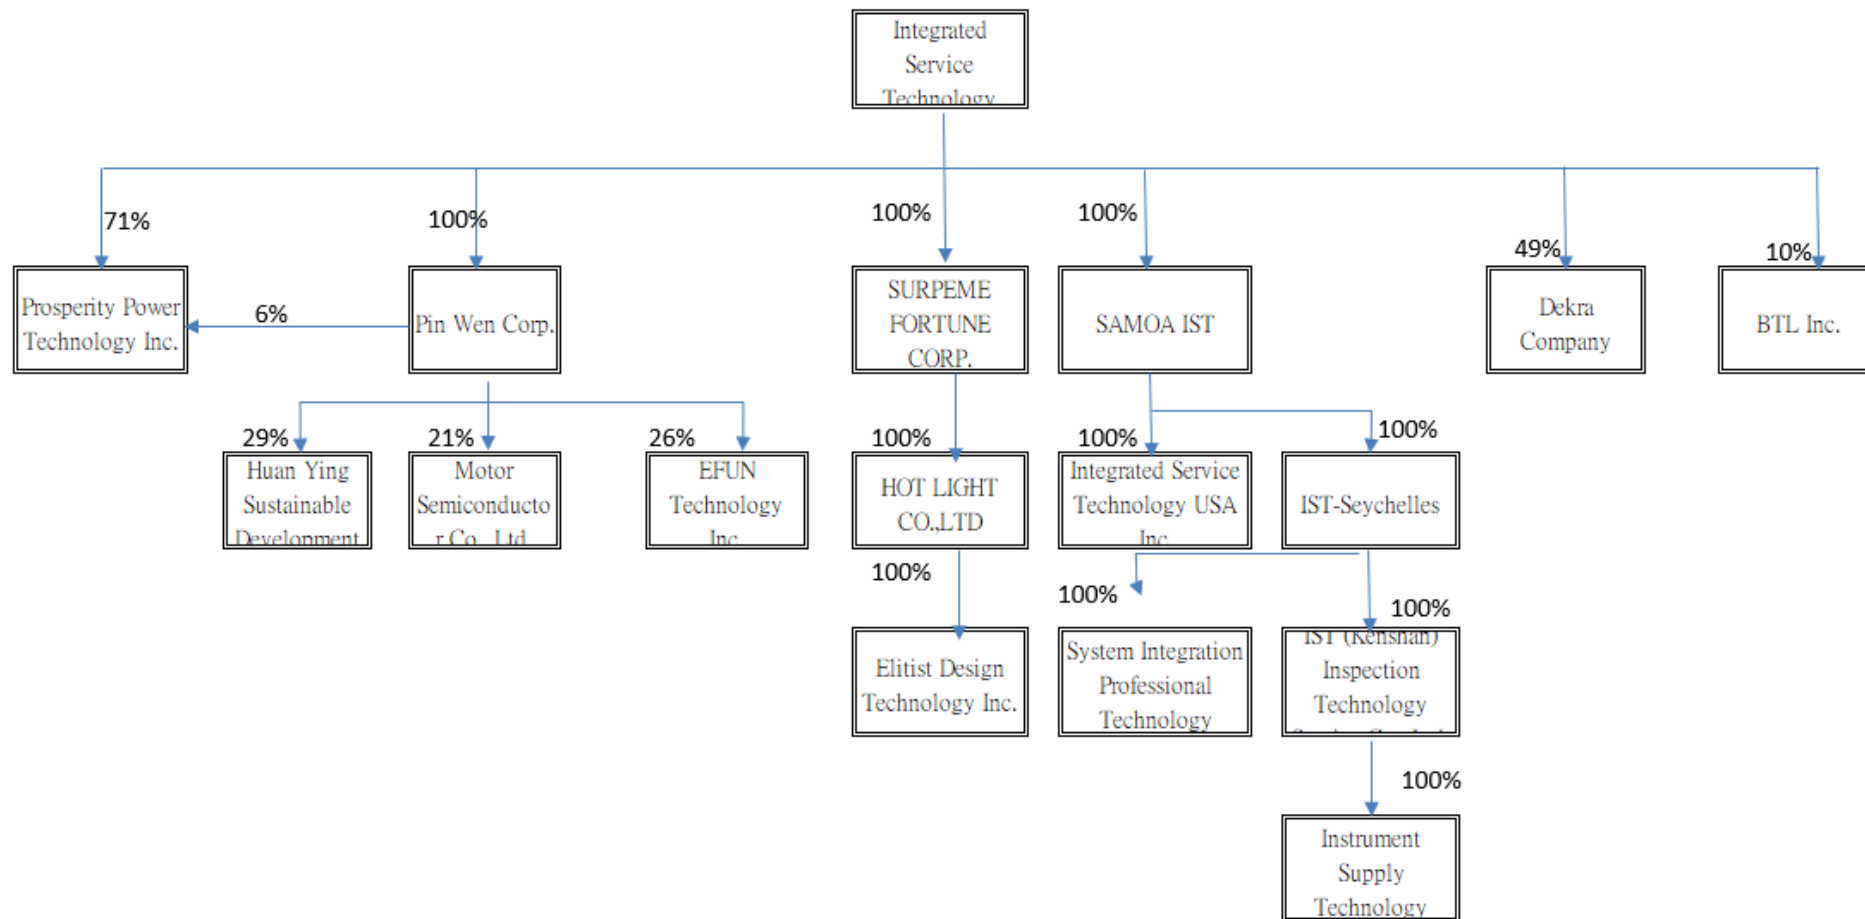 Integrated
Service
Technology
71%
100%
100%
100%
49%
10%
Prosperity Power
Technology Inc.
6%
Pin Wen Corp.
SURPEME
FORTUNE
CORP.
SAMOA IST
Dekra
Company
BTL Inc.
29%
21%
26%
100%
100%
100%
Huan Ying
Sustainable
Development
Motor
Semiconducto
r Co., Ltd.
EFUN
Technology
Inc.
HOT LIGHT
CO.,LTD
Integrated Service
Technology USA
Inc.
IST-Seychelles
100%
100%
100%
Elitist Design
Technology Inc.
System Integration
Professional
Technology
IST (Kenshan)
Inspection
Technology
100%
Instrument
Supply
Technology